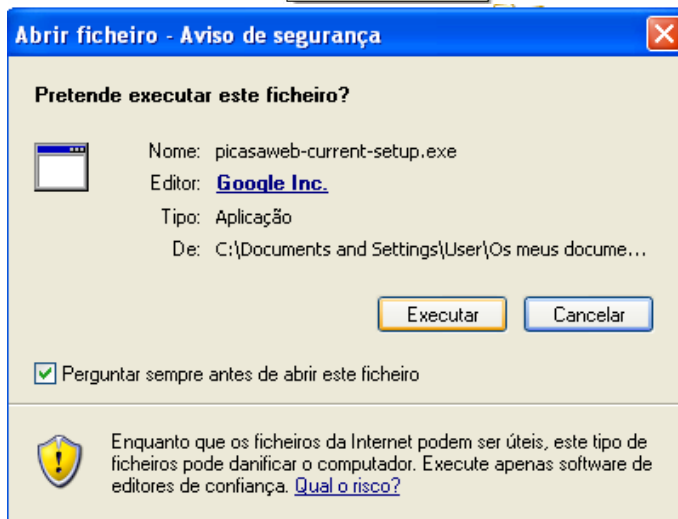 Abrir ficheiro - Aviso de segurança
Pretende executar este ficheiro?
Nome: picasaweb-current-setup.exe
Editor: Google Inc.
Tipo: Aplicação
De: C:\Documents and Settings\User\Os meus docume...
Executar Cancelar
Perguntar sempre antes de abrir este ficheiro
Enquanto que os ficheiros da Internet podem ser úteis, este tipo de
ficheiros pode danificar o computador. Execute apenas software de
editores de confiança. Qual o risco?